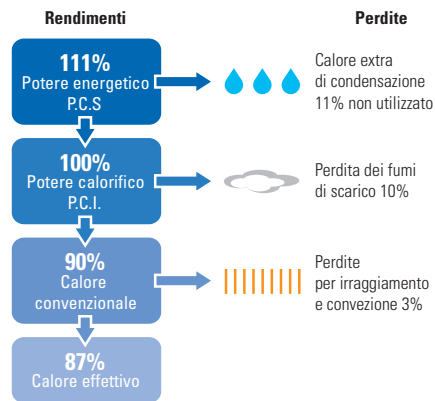 Rendimenti
Perdite
111%
Potere energetico
P.C.S
Calore extra
di condensazione
11% non utilizzato
100%
Potere calorifico
P.C.I.
Perdita dei fumi
di scarico 10%
90%
Calore
convenzionale
Perdite
per irraggiamento
e convezione 3%
87%
Calore effettivo